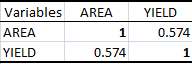 Variables AREA YIELD
AREA 1 0.574
YIELD 0.574 1